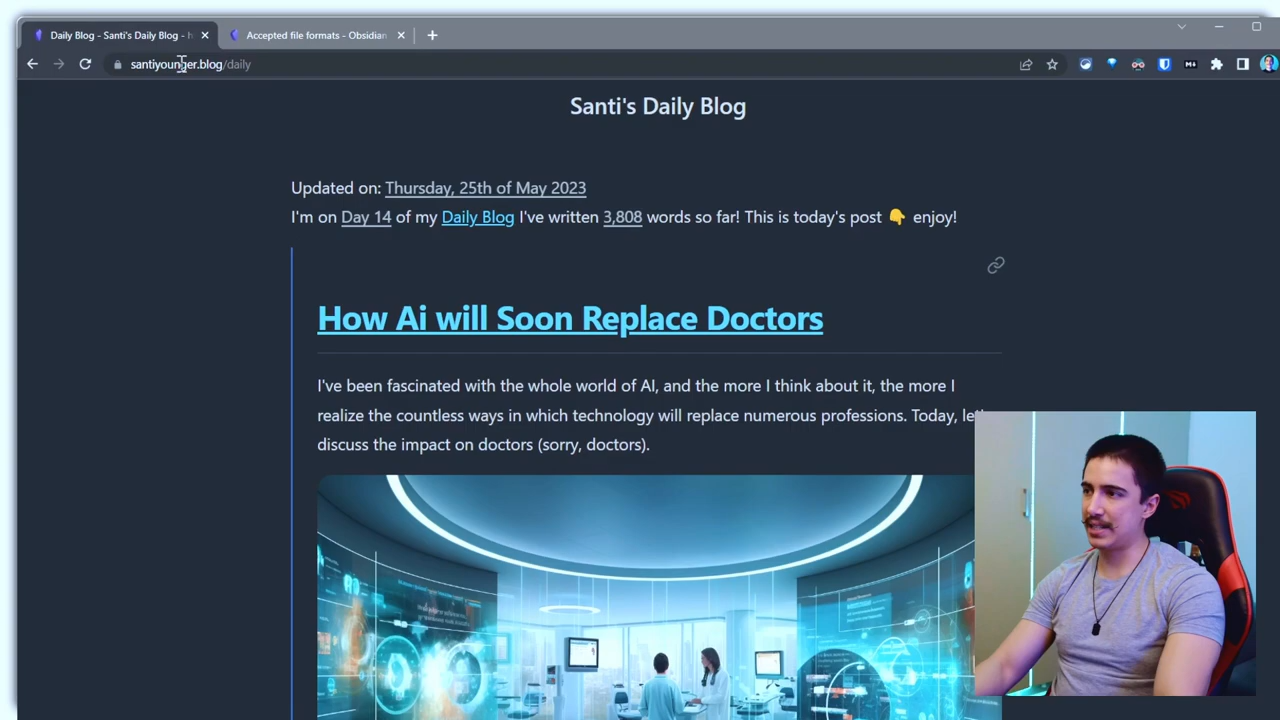 Daily Blog - Santi's Daily Blog - h
Accepted file formats - Obsidian
santiyounger.blog/daily
Santi's Daily Blog
Updated on: Thursday, 25th of May 2023
I'm on Day 14 of my Daily Blog I've written 3,808 words so far! This is today's post 👇 enjoy!
How Ai will Soon Replace Doctors
I've been fascinated with the whole world of AI, and the more I think about it, the more I
realize the countless ways in which technology will replace numerous professions. Today,
discuss the impact on doctors (sorry, doctors).